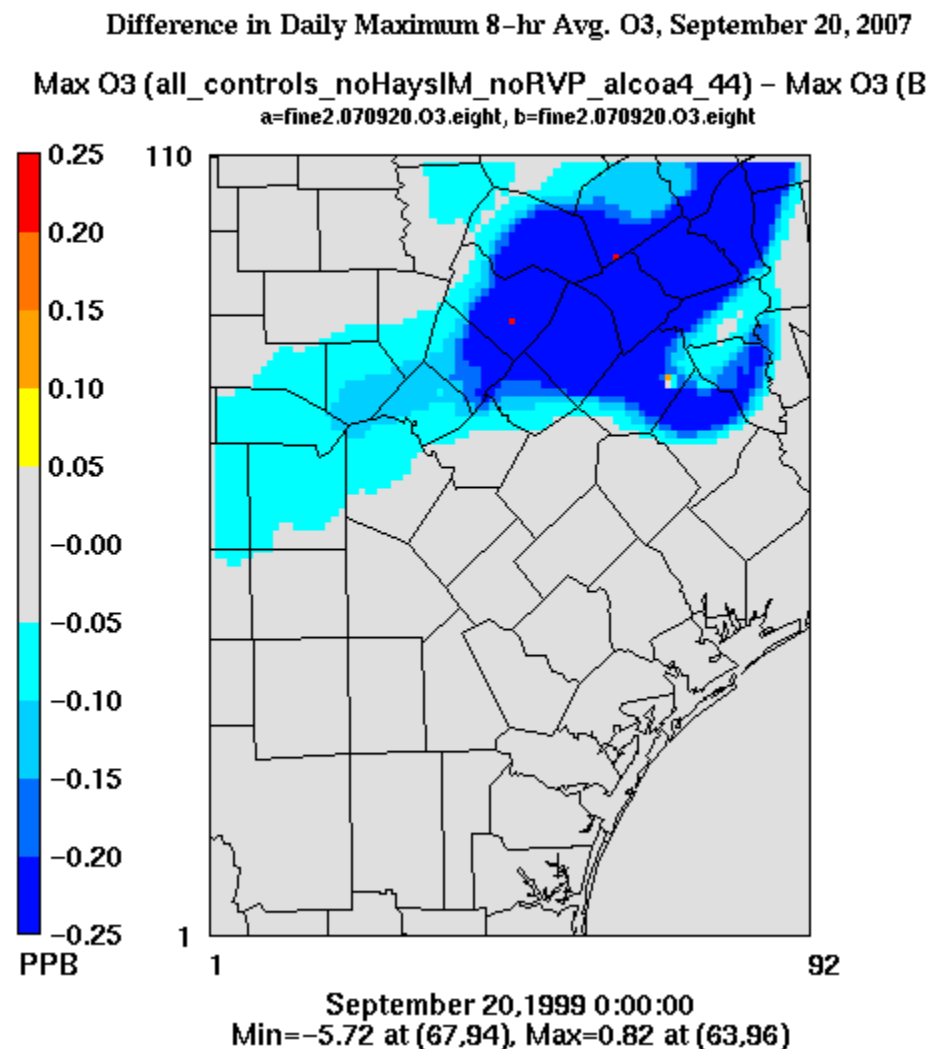 Difference in Daily Maximum 8-hr Avg. O3, September 20, 2007
Max O3 (all_controls_noHaysIM_noRVP_alcoa4_44) - Max O3 (B
a=fine2.070920.O3.eight, b=fine2.070920.O3.eight
0.25
0.20
0.15
0.10
0.05
-0.00
-0.05
-0.10
-0.15
-0.20
-0.25
PPB
110
1
1
92
September 20,1999 0:00:00
Min=-5.72 at (67,94), Max=0.82 at (63,96)